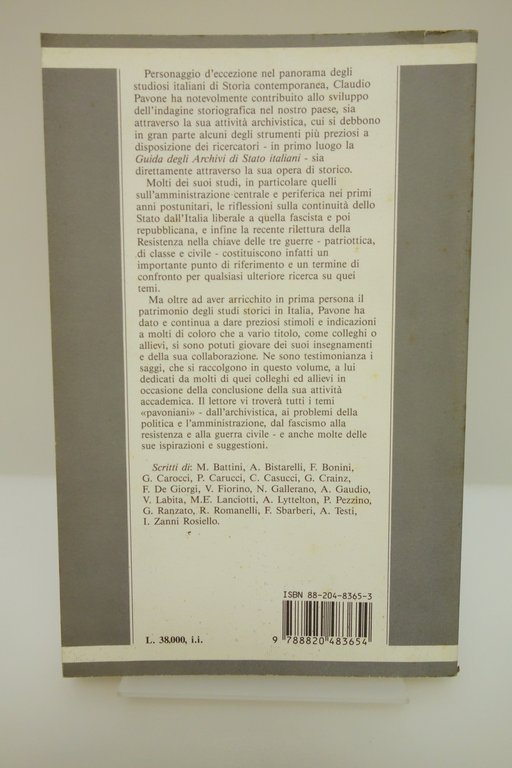 Personaggio d'eccezione nel panorama degli
studiosi italiani di Storia contemporanea, Claudio
Pavone ha notevolmente contribuito allo sviluppo
dell'indagine storiografica nel nostro paese, sia
attraverso la sua attività archivistica, cui si debbono
in gran parte alcuni degli strumenti più preziosi a
disposizione dei ricercatori - in primo luogo la
Guida degli Archivi di Stato italiani - sia
direttamente attraverso la sua opera di storico.
Molti dei suoi studi, in particolare quelli
sull'amministrazione centrale e periferica nei primi
anni postunitari, le riflessioni sulla continuità dello
Stato dall'Italia liberale a quella fascista e poi
repubblicana, e infine la recente rilettura della
Resistenza nella chiave delle tre guerre - patriottica,
di classe e civile - costituiscono infatti un
importante punto di riferimento e un termine di
confronto per qualsiasi ulteriore ricerca su quei
temi.
Ma oltre ad aver arricchito in prima persona il
patrimonio degli studi storici in Italia, Pavone ha
dato e continua a dare preziosi stimoli e indicazioni
a molti di coloro che a vario titolo, come colleghi o
allievi, si sono potuti giovare dei suoi insegnamenti
e della sua collaborazione. Ne sono testimonianza i
saggi, che si raccolgono in questo volume, a lui
dedicati da molti di quei colleghi ed allievi in
occasione della conclusione della sua attività
accademica. Il lettore vi troverà tutti i temi
«pavoniani» - dall'archivistica, ai problemi della
politica e l'amministrazione, dal fascismo alla
resistenza e alla guerra civile - e anche molte delle
sue ispirazioni e suggestioni.
Scritti di: M. Battini, A. Bistarelli, F. Bonini,
G. Carocci, P. Carucci, C. Casucci, G. Crainz,
F. De Giorgi, V. Fiorino, N. Gallerano, A. Gaudio,
V. Labita, M.E. Lanciotti, A. Lyttelton, P. Pezzino,
G. Ranzato, R. Romanelli, F. Sbarberi, A. Testi,
I. Zanni Rosiello.
ISBN 88-204-8365-3
L. 38.000, i.i.
9 788820 483654